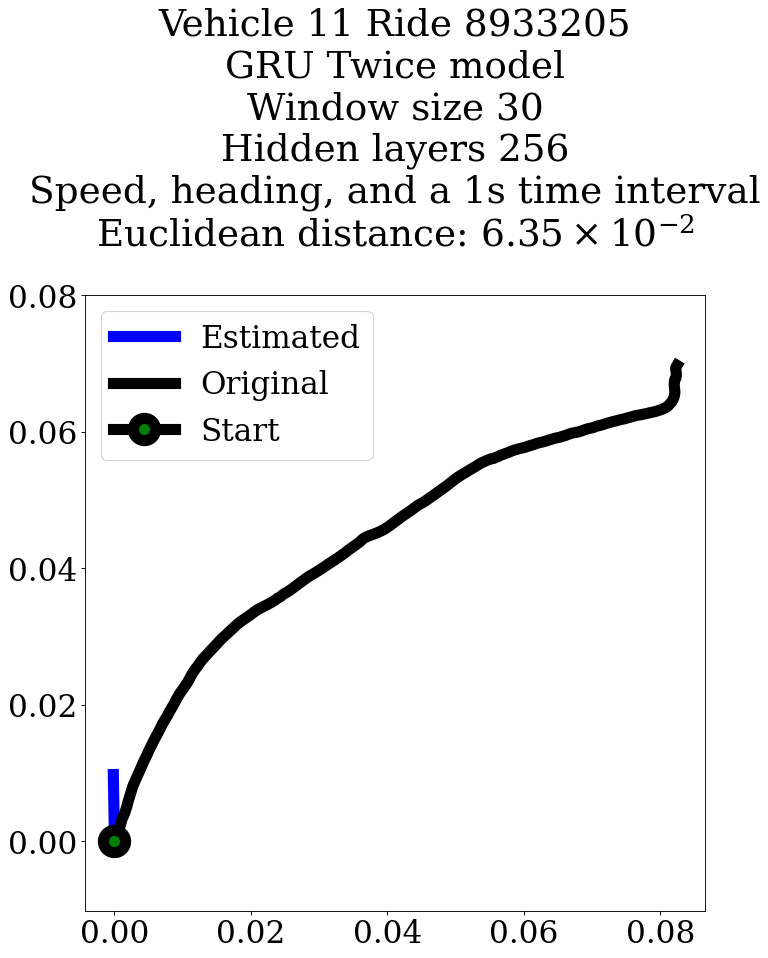 Vehicle 11 Ride 8933205
GRU Twice model
Window size 30
Hidden layers 256
Speed, heading, and a 1s time interval
Euclidean distance: 6.35 × 10⁻²
0.08
Estimated
Original
Start
0.06
0.04
0.02
0.00
0.00 0.02 0.04 0.06 0.08